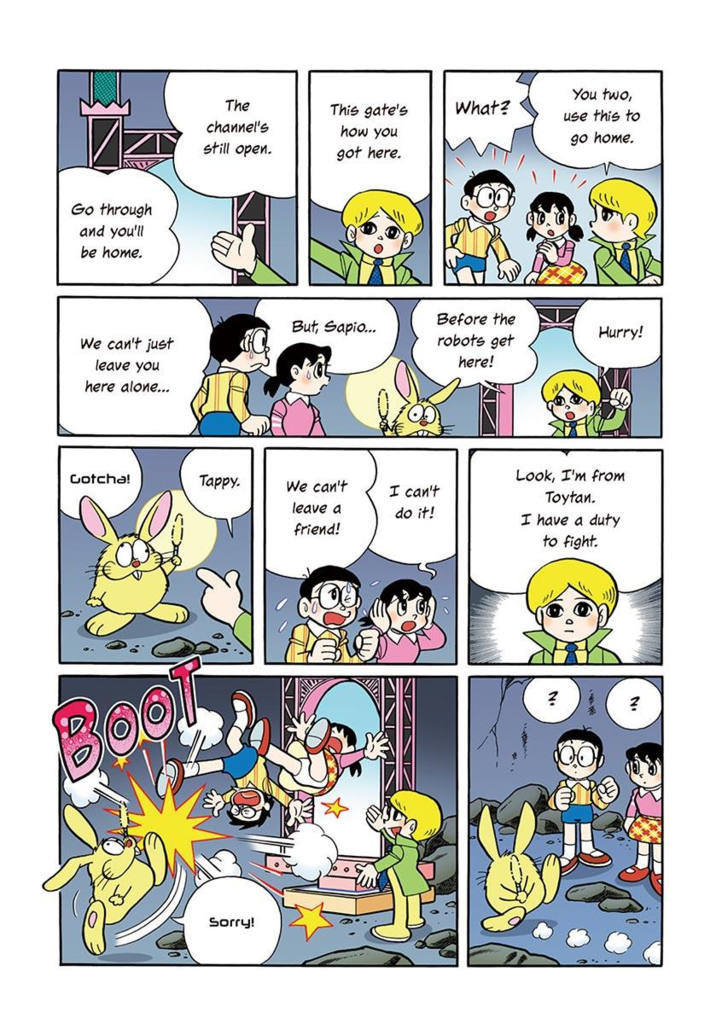 The
channel's
still open.
Go through
and you'll
be home.
This gate's
how you
got here.
What?
You two,
use this to
go home.
We can't just
leave you
here alone...
But, Sapio...
Before the
robots get
here!
Hurry!
Gotcha!
Tappy.
We can't
leave a
friend!
I can't
do it!
Look, I'm from
Toytan.
I have a duty
to fight.
BOOT
Sorry!
?
?